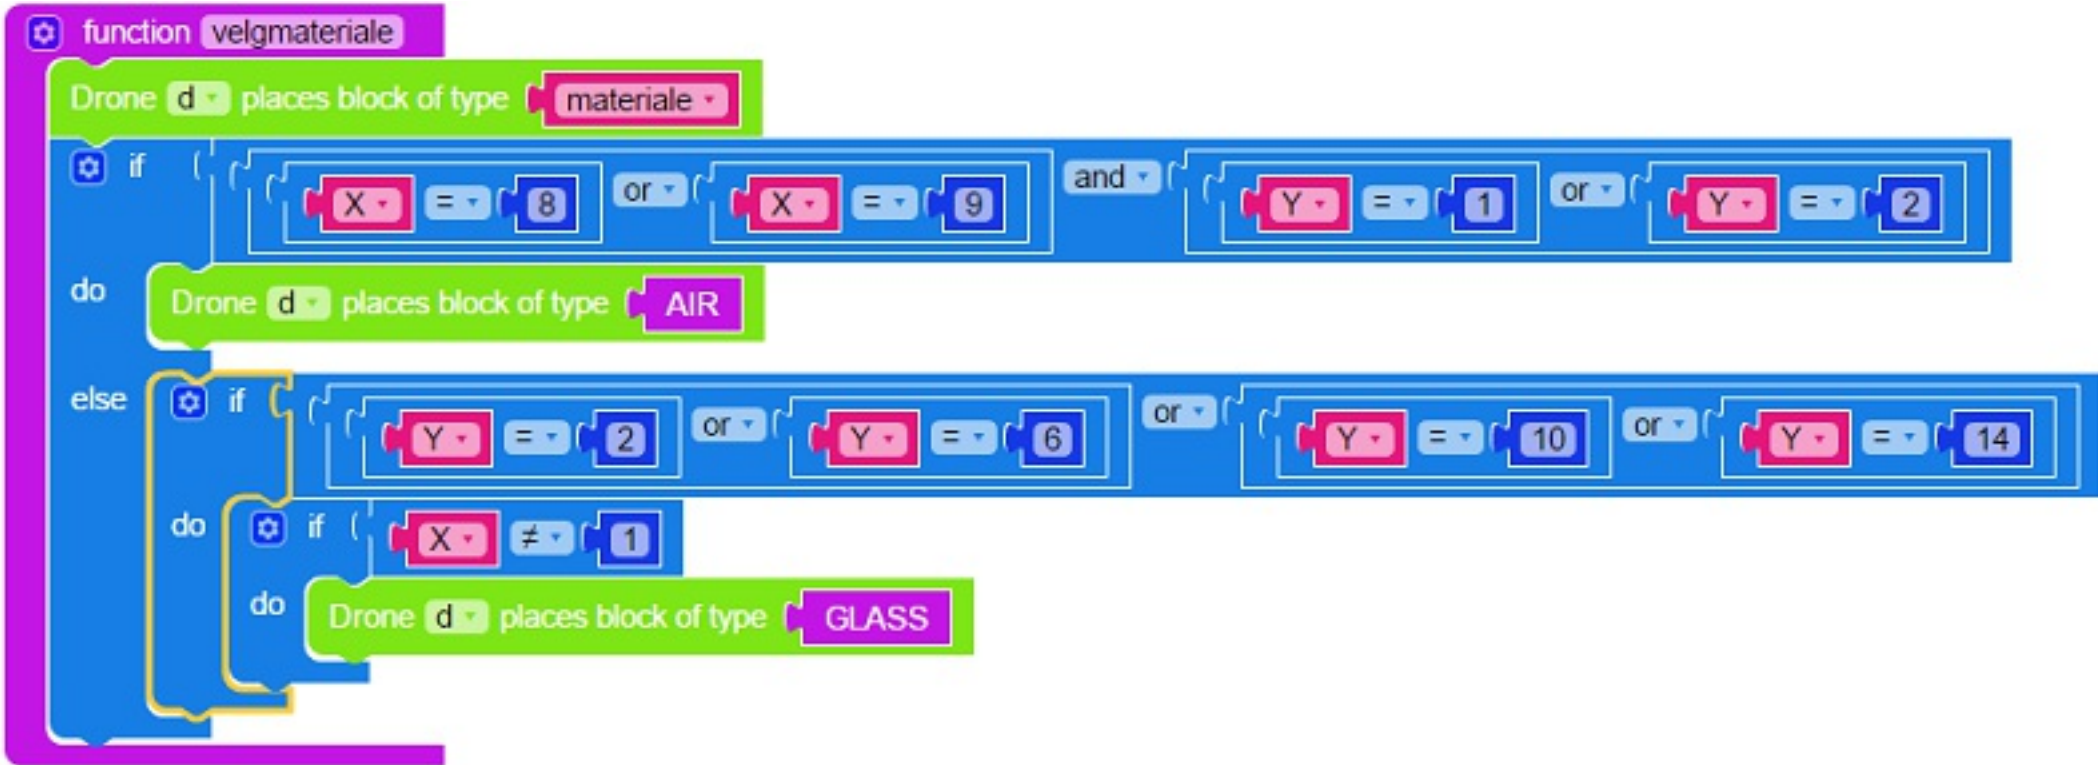 function velgmateriale
Drone d places block of type materiale
if X = 8 or X = 9 and Y = 1 or Y = 2
do Drone d places block of type AIR
else if Y = 2 or Y = 6 or Y = 10 or Y = 14
do if X ≠ 1
do Drone d places block of type GLASS